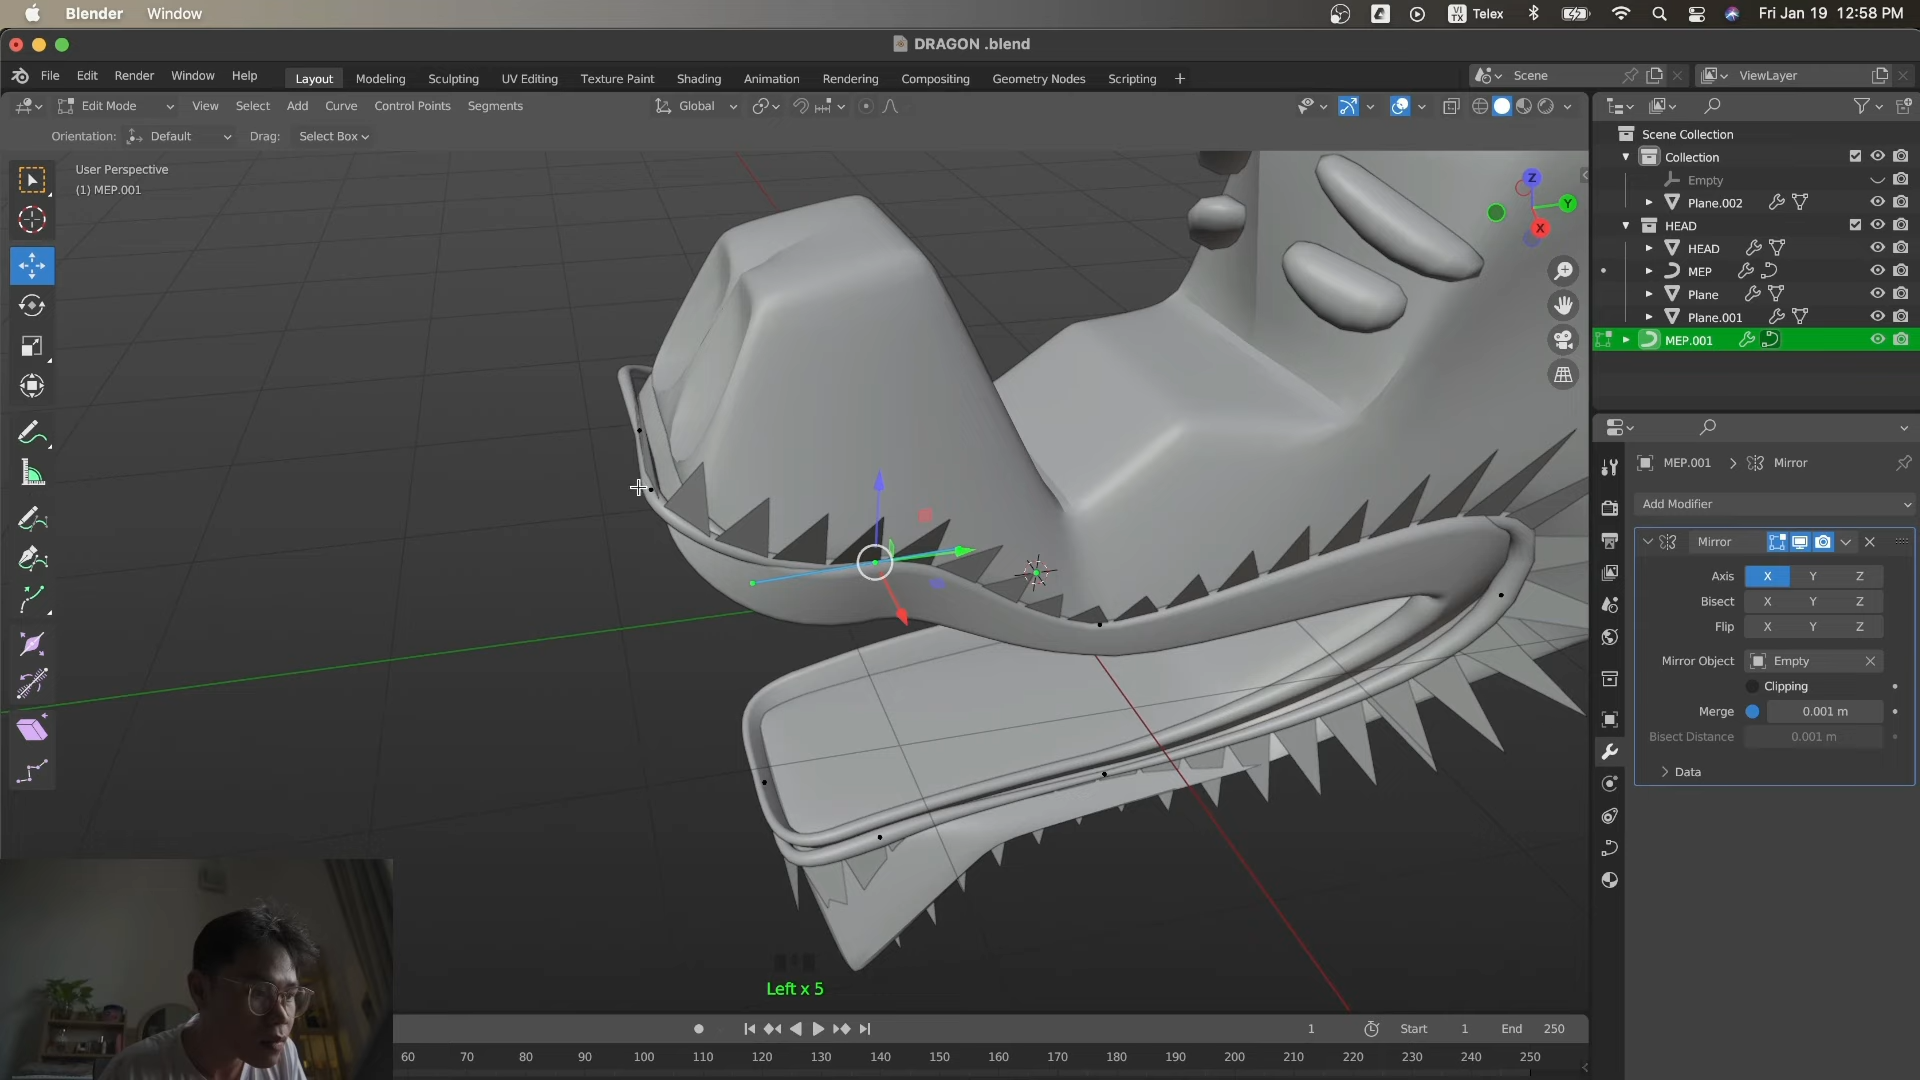 Blender Window Telex Fri Jan 19 12:58 PM
DRAGON .blend
File Edit Render Window Help Layout Modeling Sculpting UV Editing Texture Paint Shading Animation Rendering Compositing Geometry Nodes Scripting + Scene ViewLayer
Edit Mode View Select Add Curve Control Points Segments Global
Orientation: Default Drag: Select Box
User Perspective
(1) MEP.001
Z
Y
X
Scene Collection
Collection
Empty
Plane.002
HEAD
HEAD
MEP
Plane
Plane.001
MEP.001
MEP.001 Mirror
Add Modifier
Mirror
Axis X Y Z
Bisect X Y Z
Flip X Y Z
Mirror Object Empty
Clipping
Merge 0.001 m
Bisect Distance 0.001 m
Data
Left x 5
1 Start 1 End 250
60 70 80 90 100 110 120 130 140 150 160 170 180 190 200 210 220 230 240 250